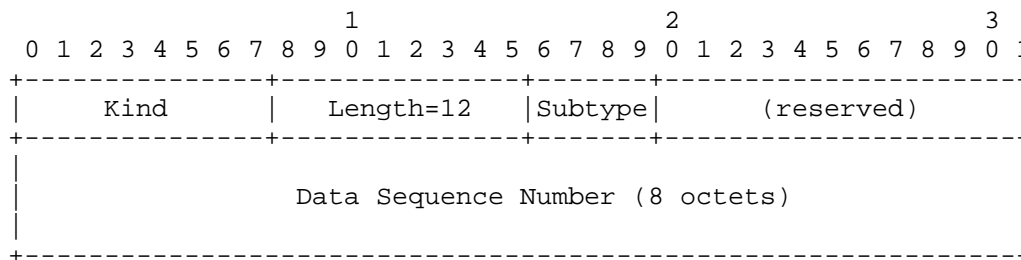 1                   2                   3
 0 1 2 3 4 5 6 7 8 9 0 1 2 3 4 5 6 7 8 9 0 1 2 3 4 5 6 7 8 9 0 1
+---------------+---------------+-------+----------------------
|     Kind      |   Length=12   |Subtype|      (reserved)
+---------------+---------------+-------+----------------------
|
|                 Data Sequence Number (8 octets)
|
+--------------------------------------------------------------